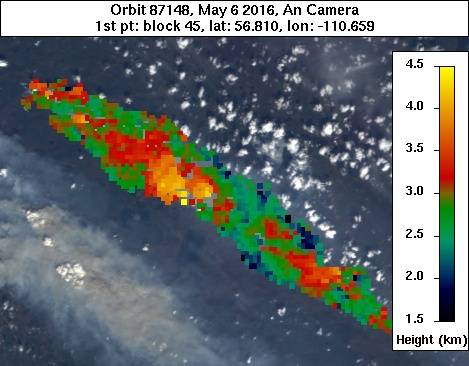 Orbit 87148, May 6 2016, An Camera
1st pt: block 45, lat: 56.810, lon: -110.659
4.5
4.0
3.5
3.0
2.5
2.0
1.5
Height (km)